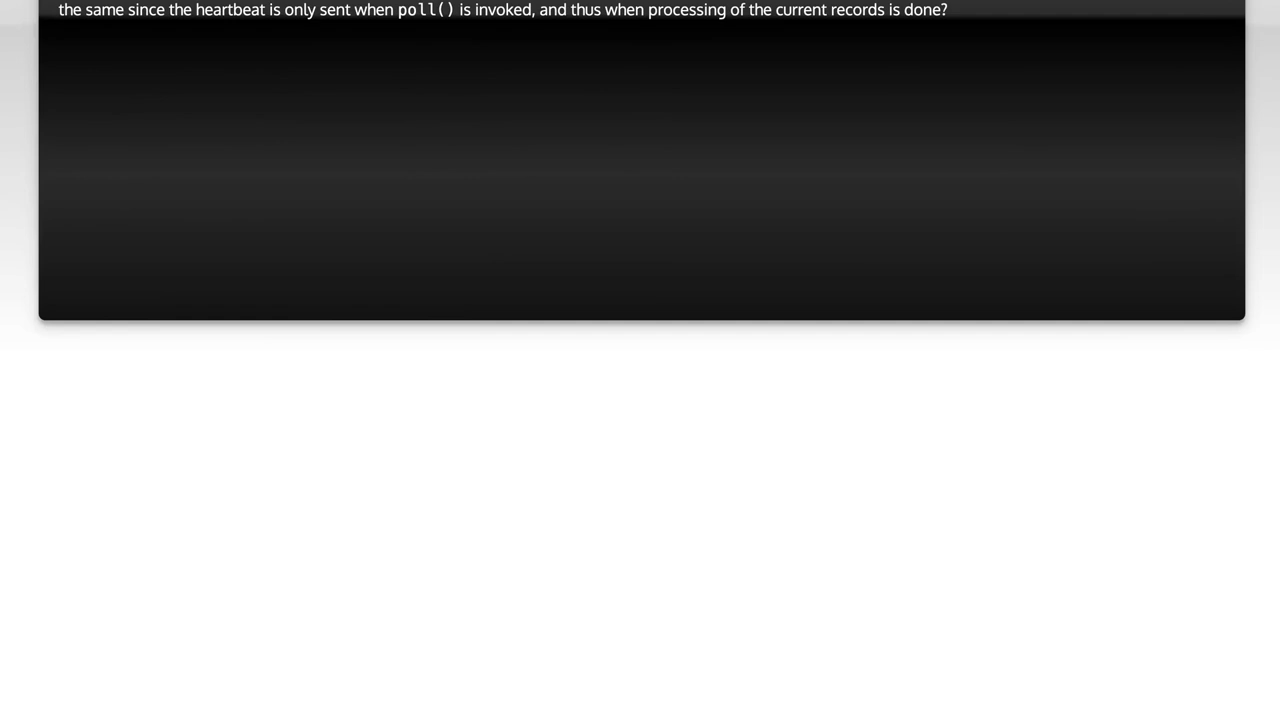 the same since the heartbeat is only sent when poll() is invoked, and thus when processing of the current records is done?